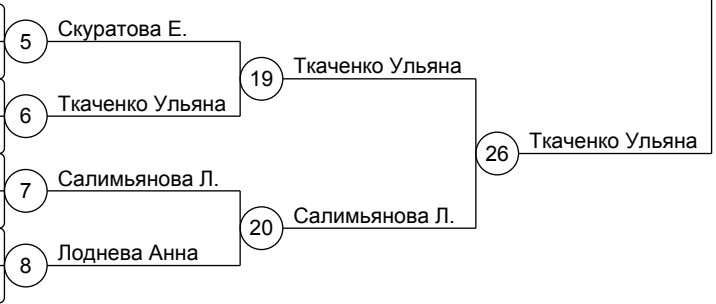 5 Скуратова Е.
19 Ткаченко Ульяна
6 Ткаченко Ульяна
26 Ткаченко Ульяна
7 Салимьянова Л.
20 Салимьянова Л.
8 Лоднева Анна